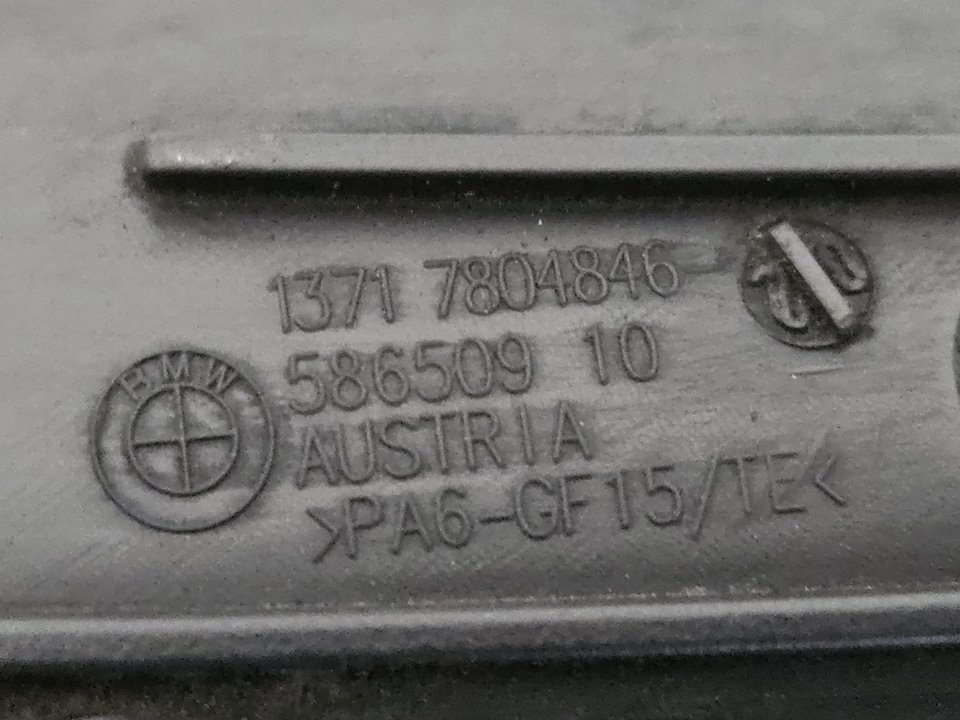 1371 7804846
BMW
586509 10
AUSTRIA
>PA6-GF15/TE<